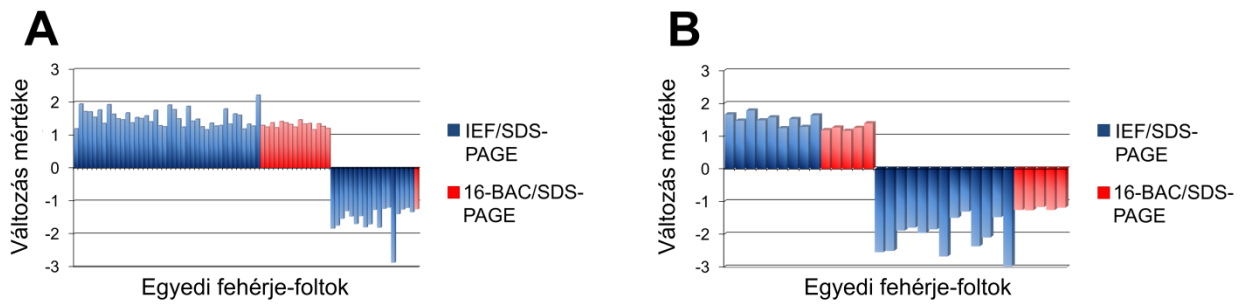 A
Változás mértéke
3
2
1
0
-1
-2
-3
Egyedi fehérje-foltok
IEF/SDS-
PAGE
16-BAC/SDS-
PAGE
B
Változás mértéke
3
2
1
0
-1
-2
-3
Egyedi fehérje-foltok
IEF/SDS-
PAGE
16-BAC/SDS-
PAGE